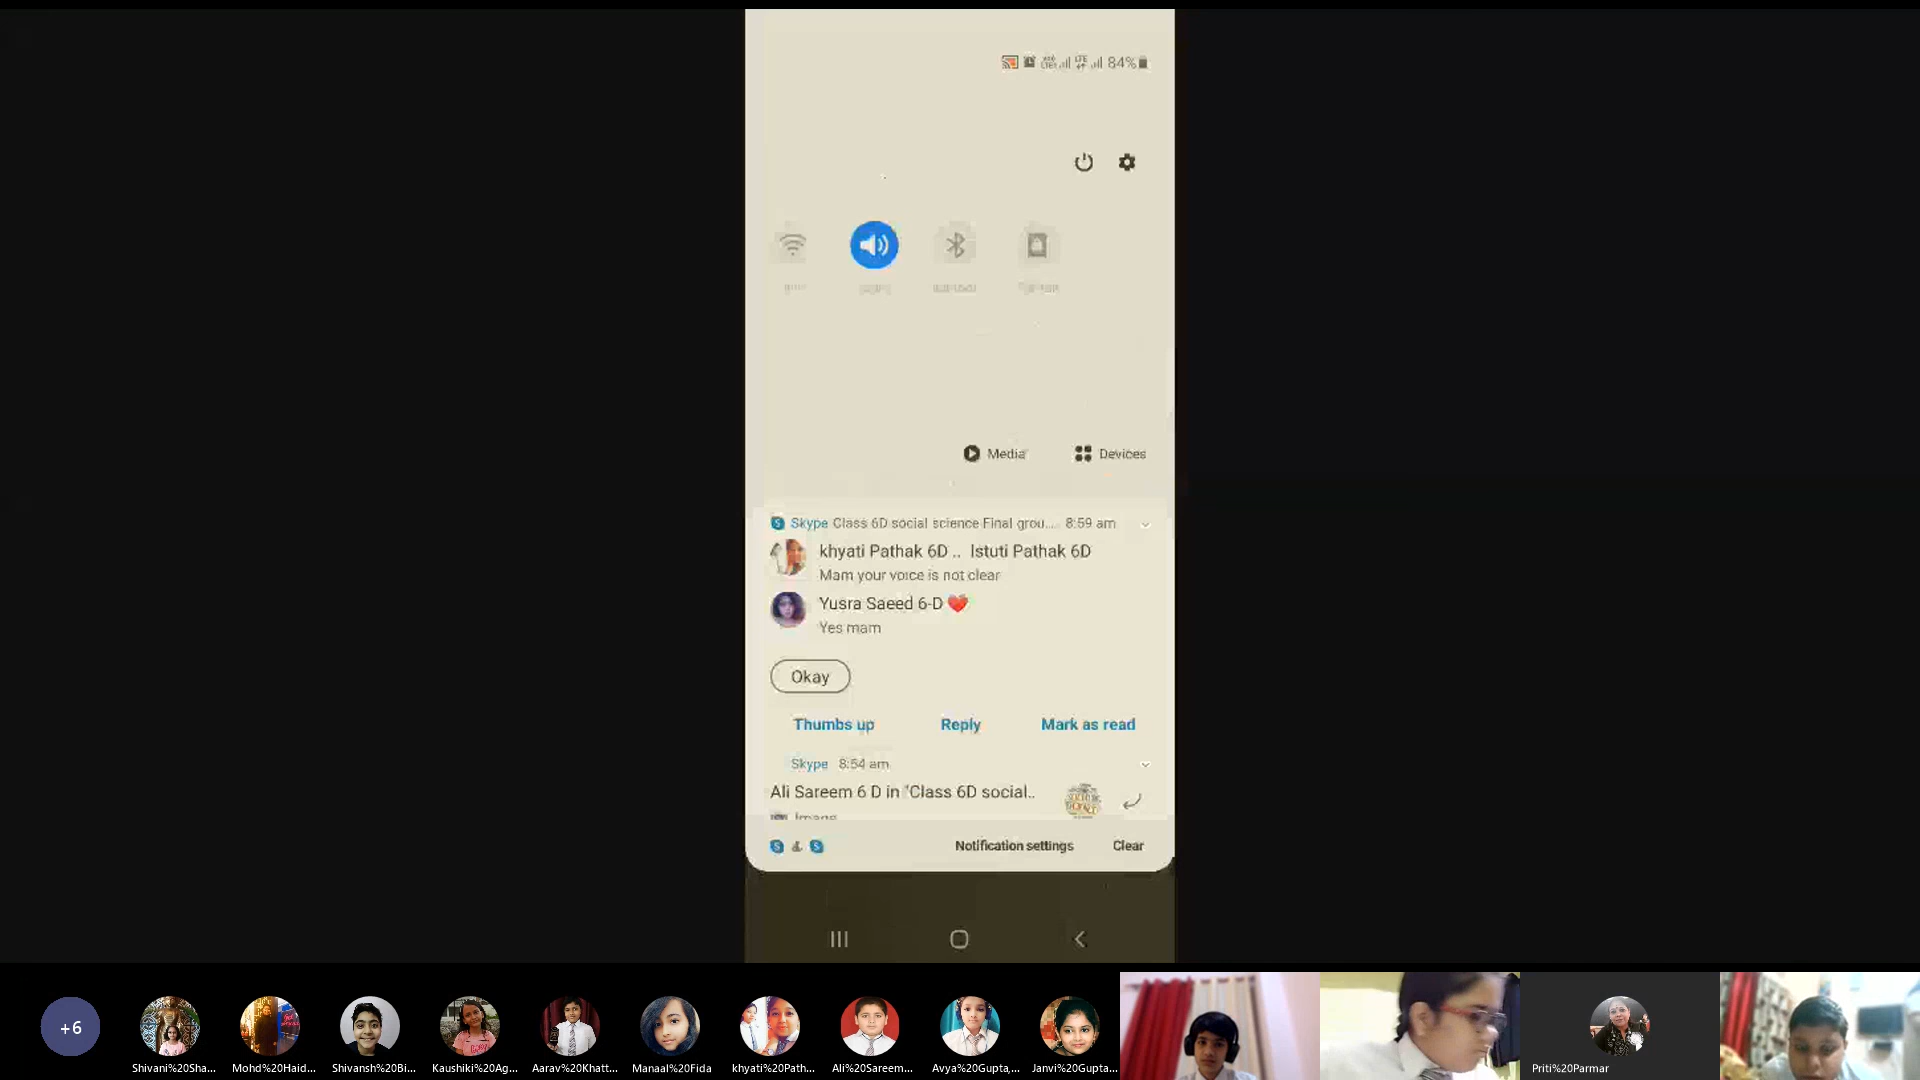 84%
Media
Devices
Skype Class 6D social science Final grou.... 8:59 am
khyati Pathak 6D .. Istuti Pathak 6D
Mam your voice is not clear
Yusra Saeed 6-D ❤️
Yes mam
Okay
Thumbs up Reply Mark as read
Skype 8:54 am
Ali Sareem 6 D in 'Class 6D social..
Image
Notification settings Clear
+6
Shivani%20Sha...
Mohd%20Haid...
Shivansh%20Bi...
Kaushiki%20Ag...
Aarav%20Khatt...
Manaal%20Fida
khyati%20Path...
Ali%20Sareem...
Avya%20Gupta,...
Janvi%20Gupta...
Priti%20Parmar